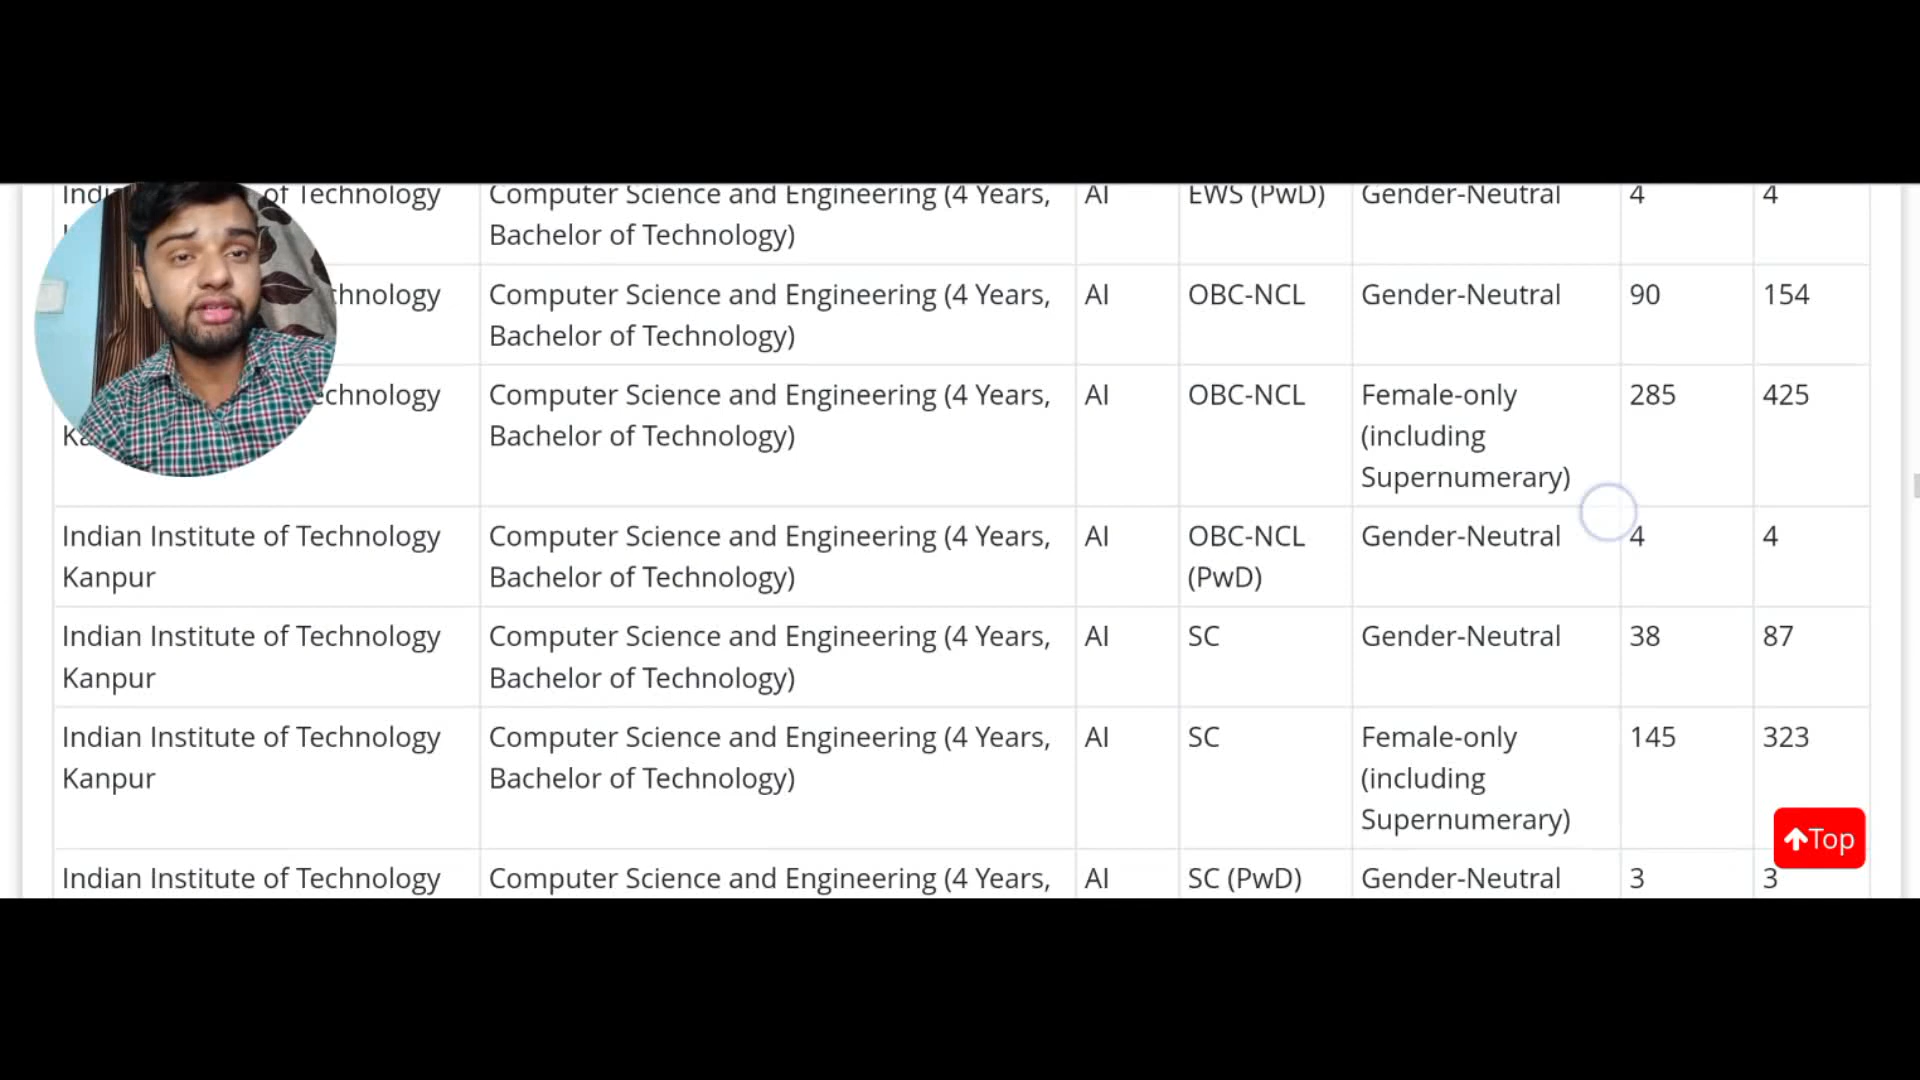 of Technology Computer Science and Engineering (4 Years, AI EWS (PwD) Gender-Neutral 4 4
Bachelor of Technology)
Computer Science and Engineering (4 Years, AI OBC-NCL Gender-Neutral 90 154
Bachelor of Technology)
Computer Science and Engineering (4 Years, AI OBC-NCL Female-only 285 425
Bachelor of Technology) (including
Supernumerary)
Indian Institute of Technology Computer Science and Engineering (4 Years, AI OBC-NCL Gender-Neutral 4 4
Kanpur Bachelor of Technology) (PwD)
Indian Institute of Technology Computer Science and Engineering (4 Years, AI SC Gender-Neutral 38 87
Kanpur Bachelor of Technology)
Indian Institute of Technology Computer Science and Engineering (4 Years, AI SC Female-only 145 323
Kanpur Bachelor of Technology) (including
Supernumerary)
Top
Indian Institute of Technology Computer Science and Engineering (4 Years, AI SC (PwD) Gender-Neutral 3 3